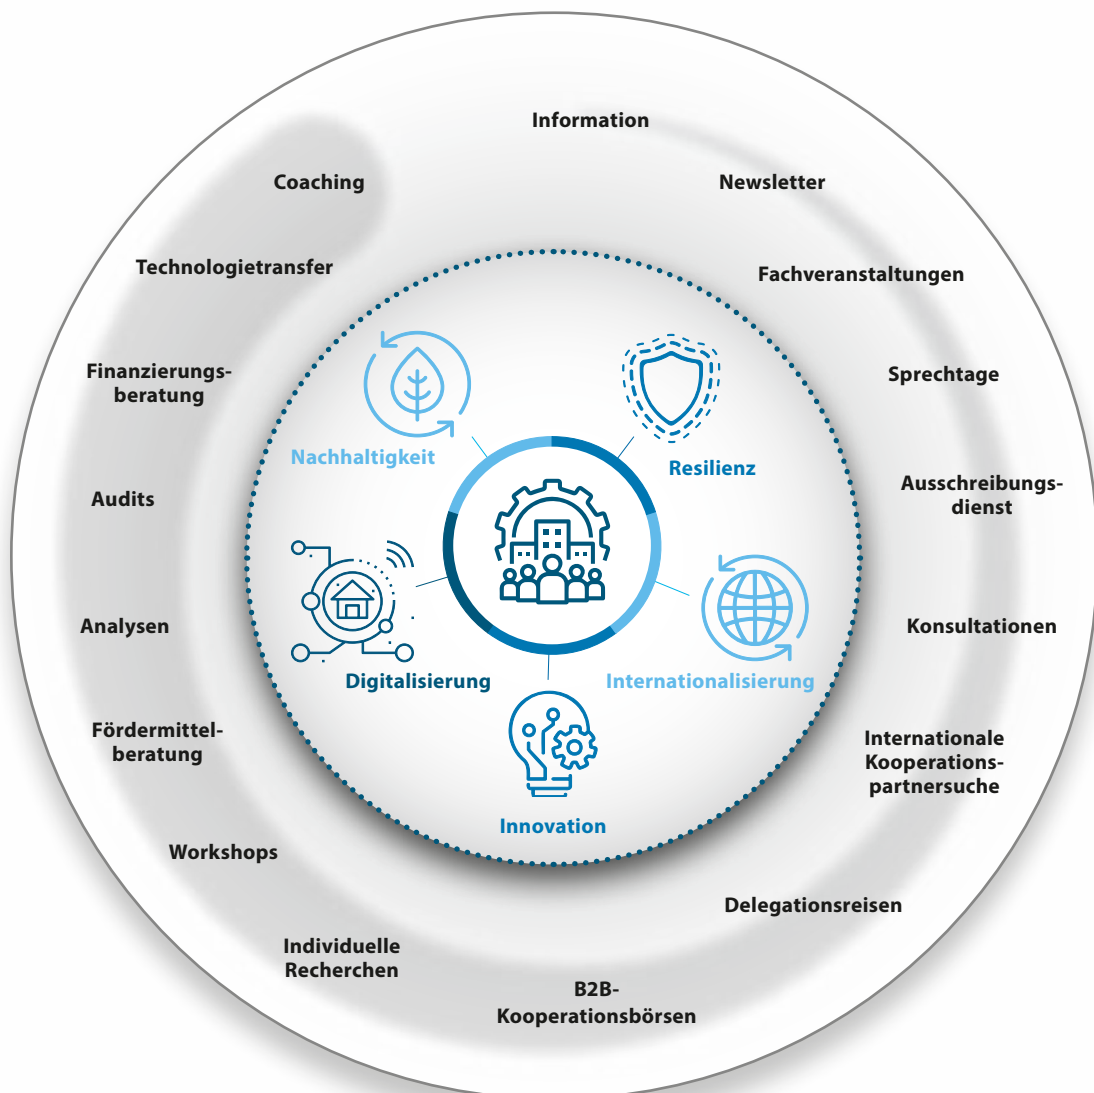 Information
Newsletter
Fachveranstaltungen
Sprechtage
Ausschreibungs-
dienst
Konsultationen
Internationale
Kooperations-
partnersuche
Delegationsreisen
B2B-
Kooperationsbörsen
Individuelle
Recherchen
Workshops
Fördermittel-
beratung
Analysen
Audits
Finanzierungs-
beratung
Technologietransfer
Coaching
Nachhaltigkeit
Resilienz
Internationalisierung
Innovation
Digitalisierung